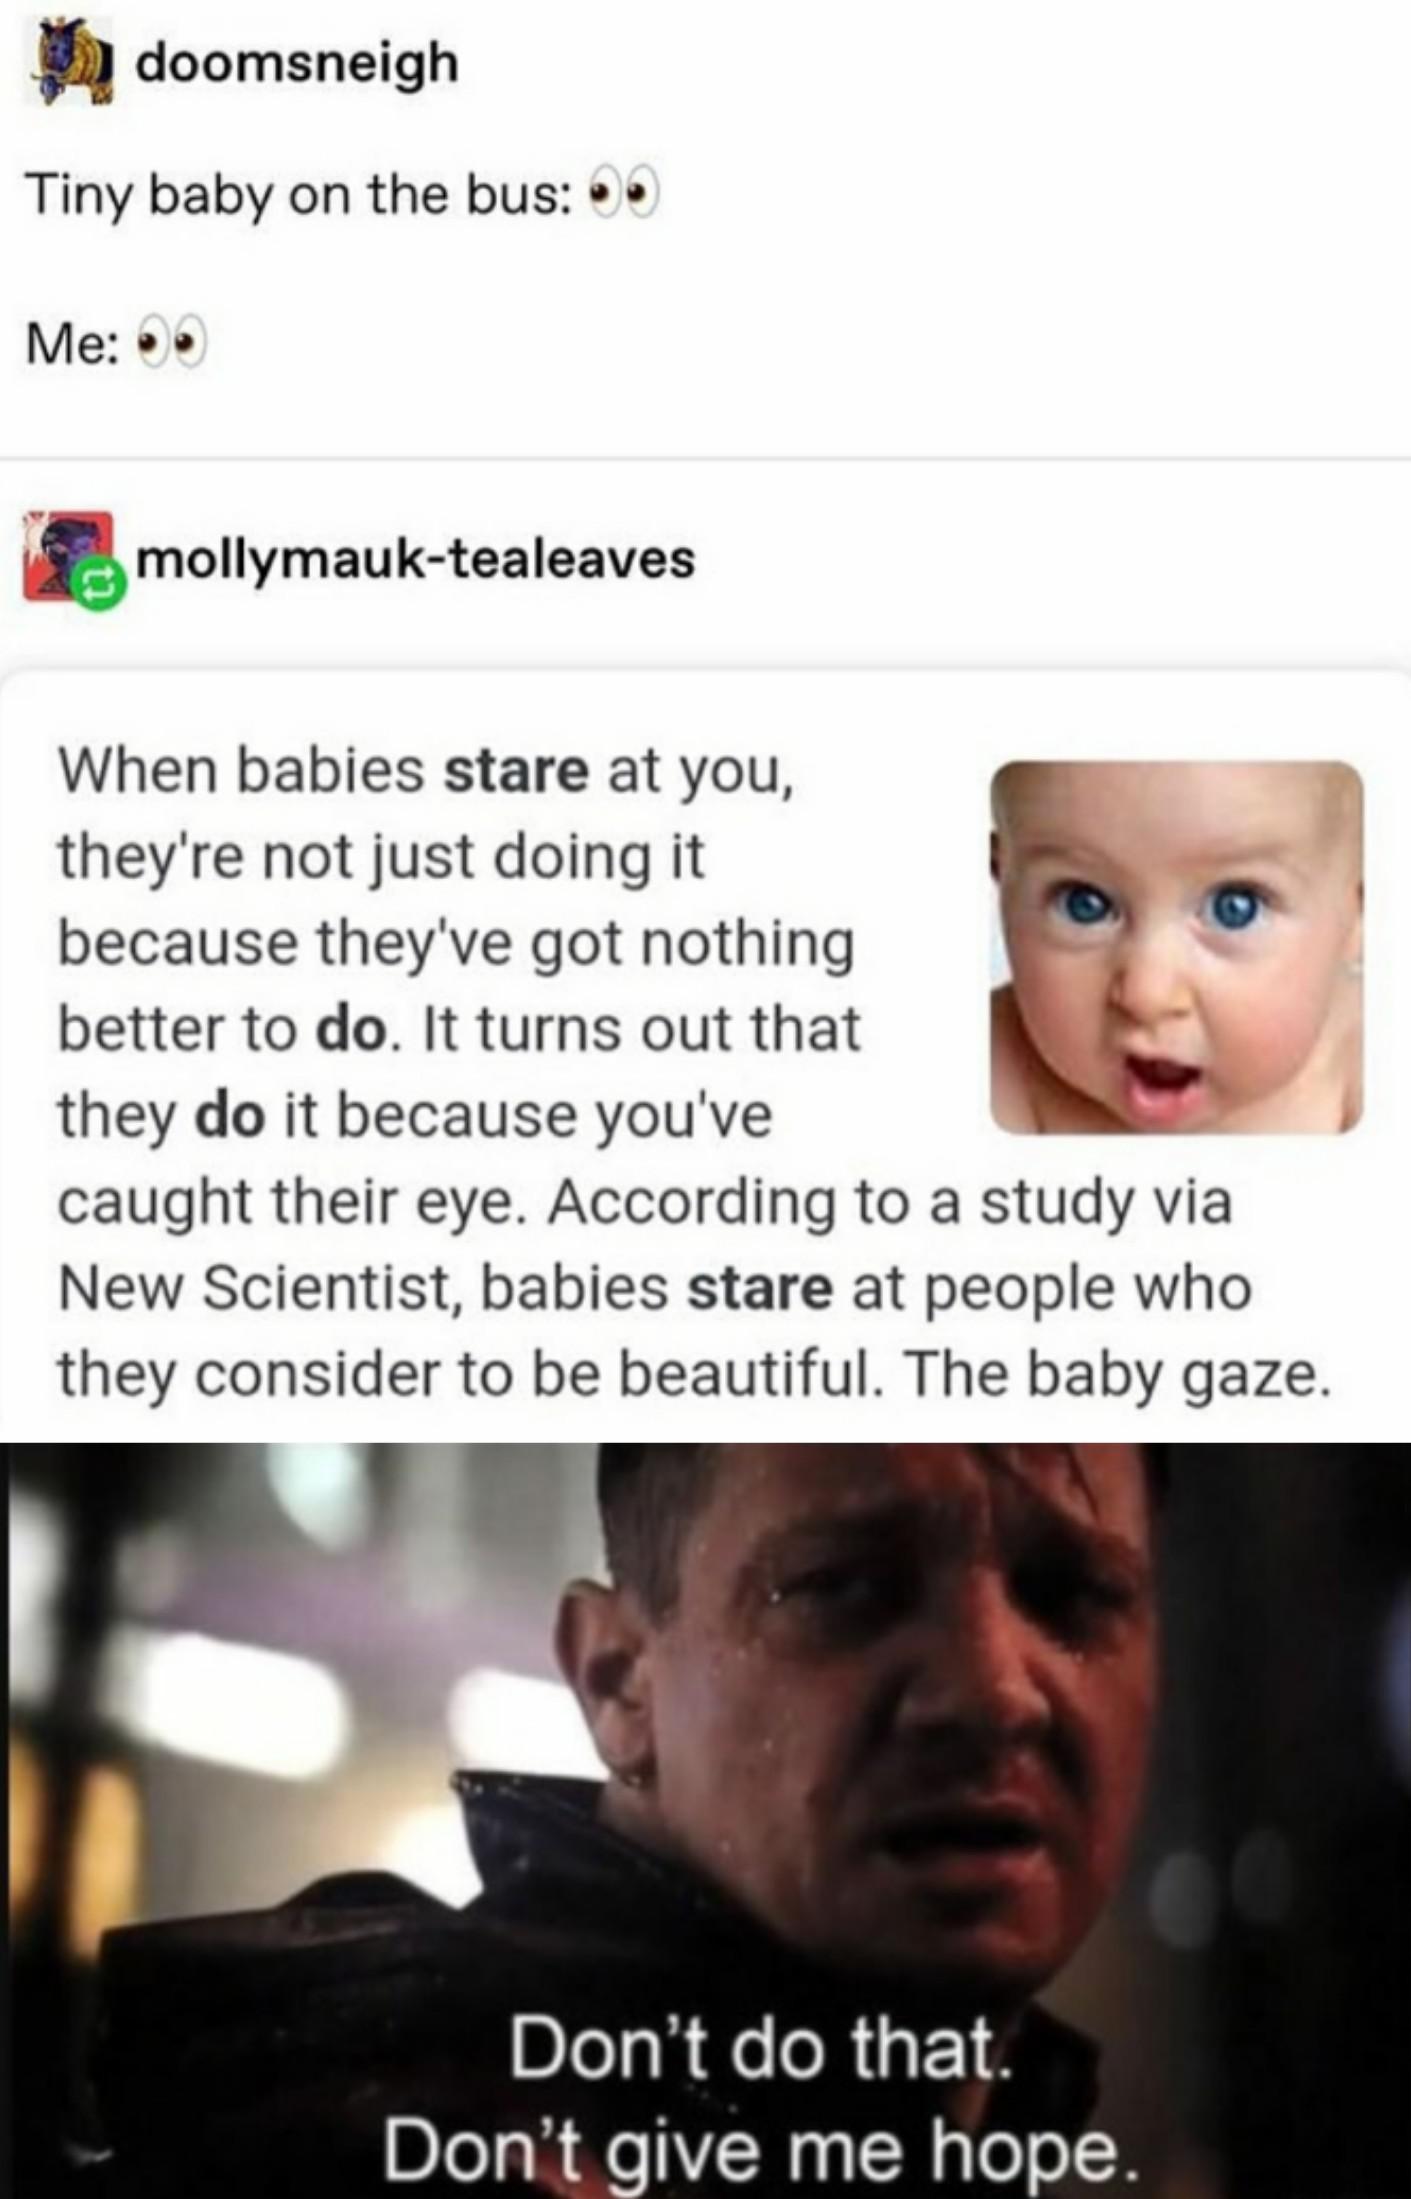 doomsneigh
Tiny baby on the bus: 👀
Me: 👀
mollymauk-tealeaves
When babies stare at you,
they're not just doing it
because they've got nothing
better to do. It turns out that
they do it because you've
caught their eye. According to a study via
New Scientist, babies stare at people who
they consider to be beautiful. The baby gaze.
Don't do that.
Don't give me hope.